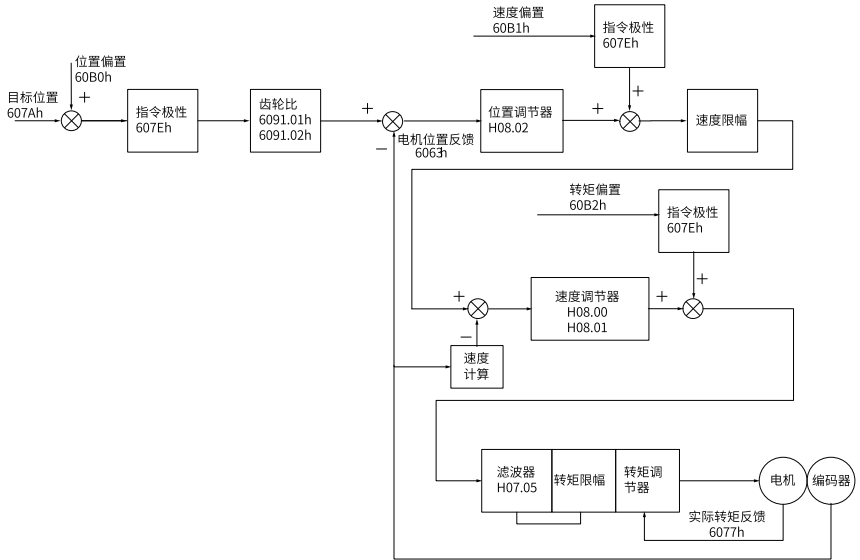 速度偏置
60B1h
指令极性
607Eh
位置偏置
60B0h
+
目标位置
607Ah
指令极性
607Eh
齿轮比
6091.01h
6091.02h
+
−
电机位置反馈
6063h
位置调节器
H08.02
+
+
速度限幅
转矩偏置
60B2h
指令极性
607Eh
+
+
−
速度调节器
H08.00
H08.01
+
速度
计算
滤波器
H07.05
转矩限幅
转矩调
节器
电机
编码器
实际转矩反馈
6077h